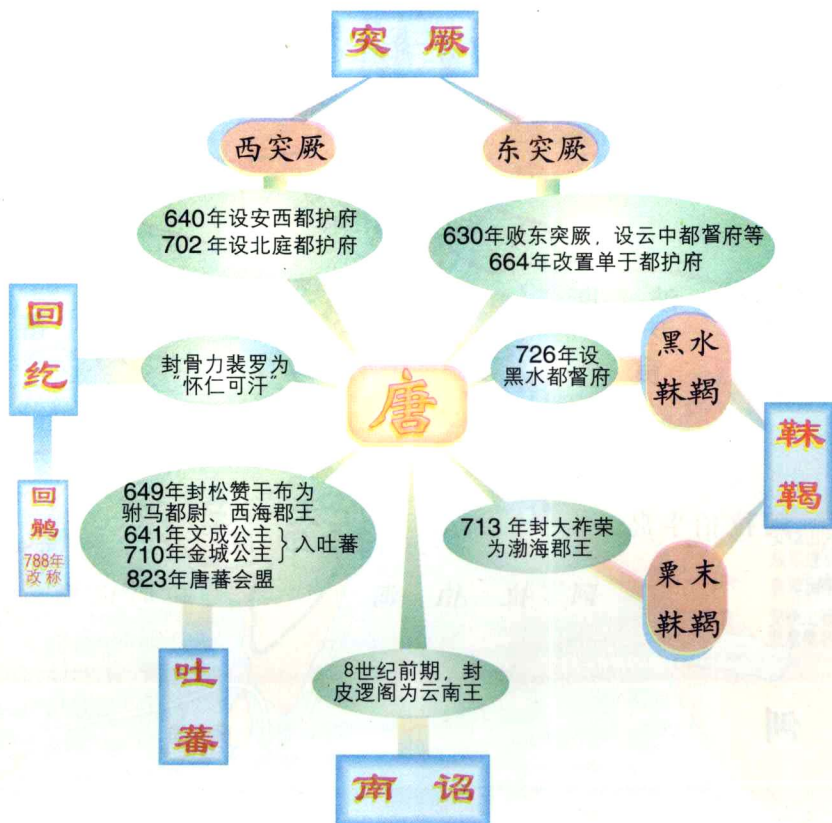 突厥
西突厥
东突厥
640年设安西都护府
702年设北庭都护府
630年败东突厥，设云中都督府等
664年改置单于都护府
回纥
封骨力裴罗为
“怀仁可汗”
唐
726年设
黑水都督府
黑水
靺鞨
靺鞨
回鹘
788年
改称
649年封松赞干布为
驸马都尉、西海郡王
641年文成公主
710年金城公主
入吐蕃
823年唐蕃会盟
713年封大祚荣
为渤海郡王
粟末
靺鞨
吐蕃
8世纪前期，封
皮逻阁为云南王
南诏